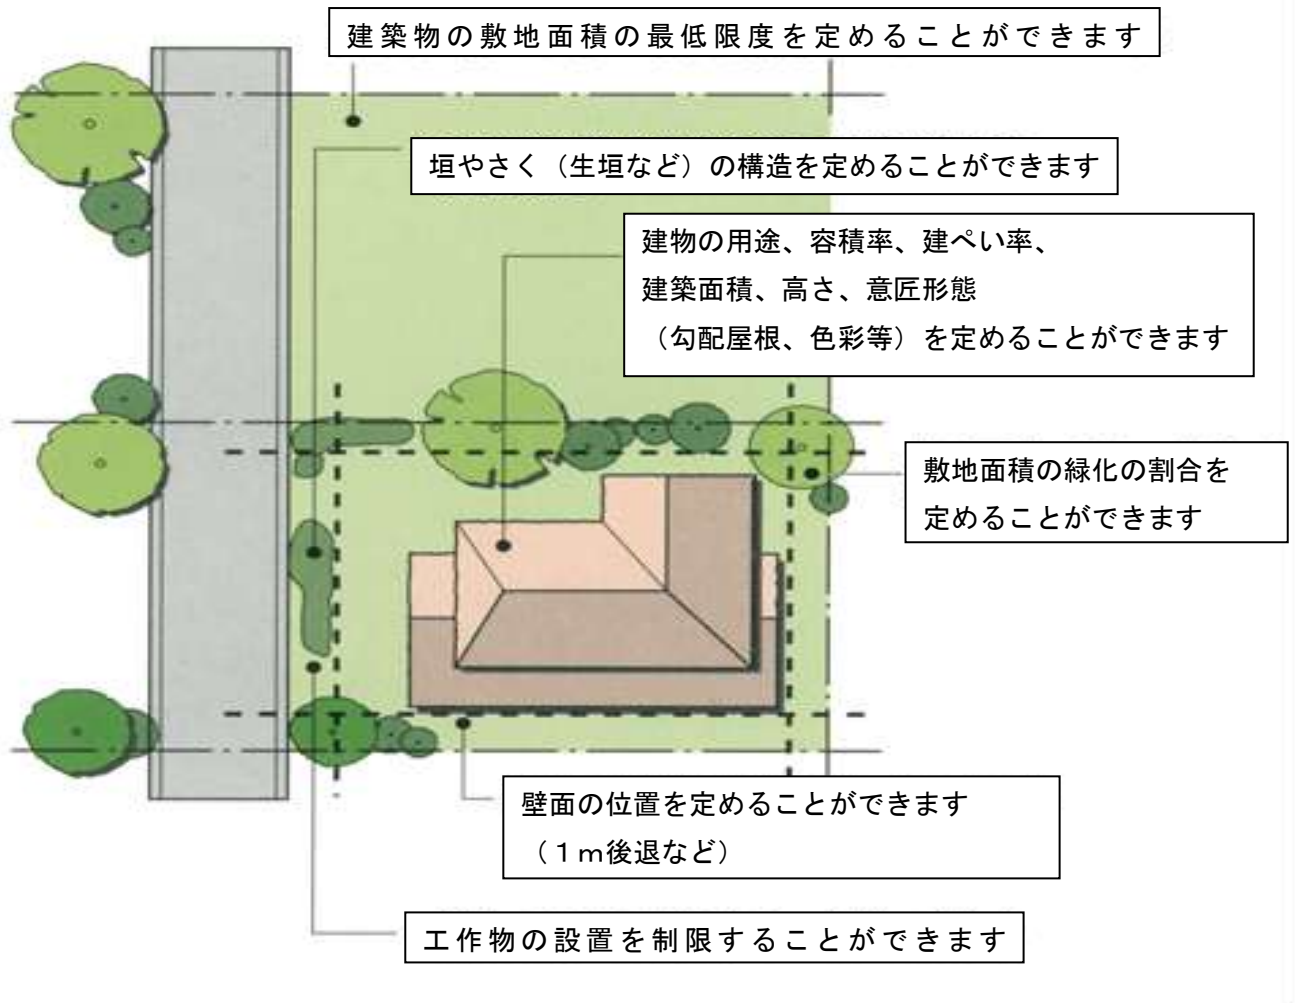 建築物の敷地面積の最低限度を定めることができます
垣やさく（生垣など）の構造を定めることができます
建物の用途、容積率、建ぺい率、
建築面積、高さ、意匠形態
（勾配屋根、色彩等）を定めることができます
敷地面積の緑化の割合を
定めることができます
壁面の位置を定めることができます
（１ｍ後退など）
工作物の設置を制限することができます